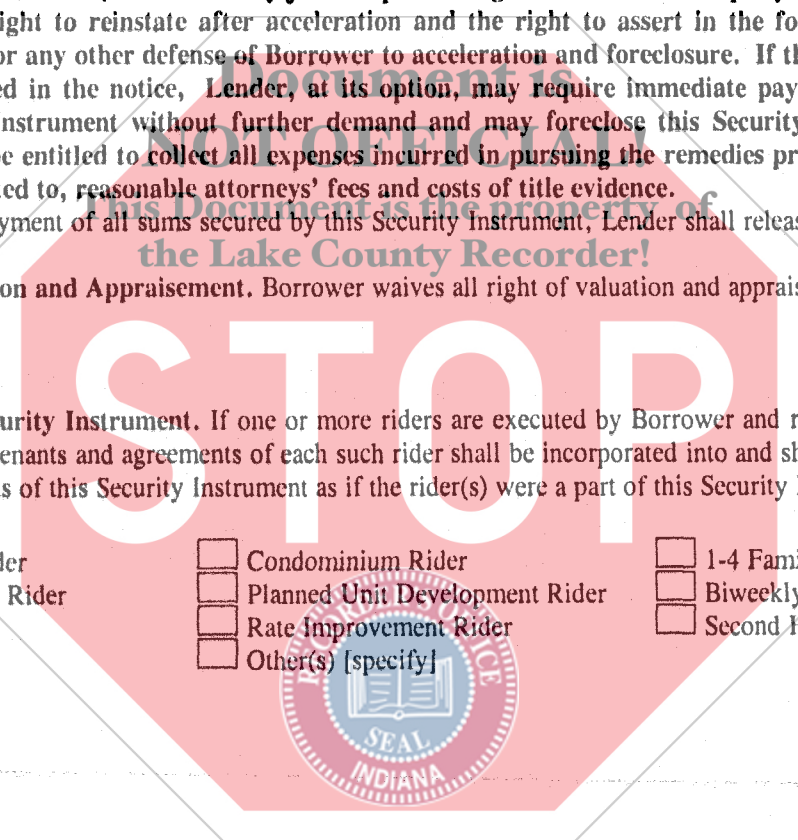 ight to reinstate after acceleration and the right to assert in the fo
or any other defense of Borrower to acceleration and foreclosure. If th
Document is
ed in the notice, Lender, at its option, may require immediate pay
nstrument without further demand and may foreclose this Security
NOT OFFICIAL!
e entitled to collect all expenses incurred in pursuing the remedies pr
ted to, reasonable attorneys' fees and costs of title evidence.
This Document is the property of
yment of all sums secured by this Security Instrument, Lender shall releas
the Lake County Recorder!
on and Appraisement. Borrower waives all right of valuation and apprais
STOP
urity Instrument. If one or more riders are executed by Borrower and r
enants and agreements of each such rider shall be incorporated into and sh
s of this Security Instrument as if the rider(s) were a part of this Security
der
Condominium Rider
1-4 Fami
Rider
Planned Unit Development Rider
Biweekly
Rate Improvement Rider
Second H
Other(s) [specify]
RECORDER'S OFFICE
SEAL
INDIANA